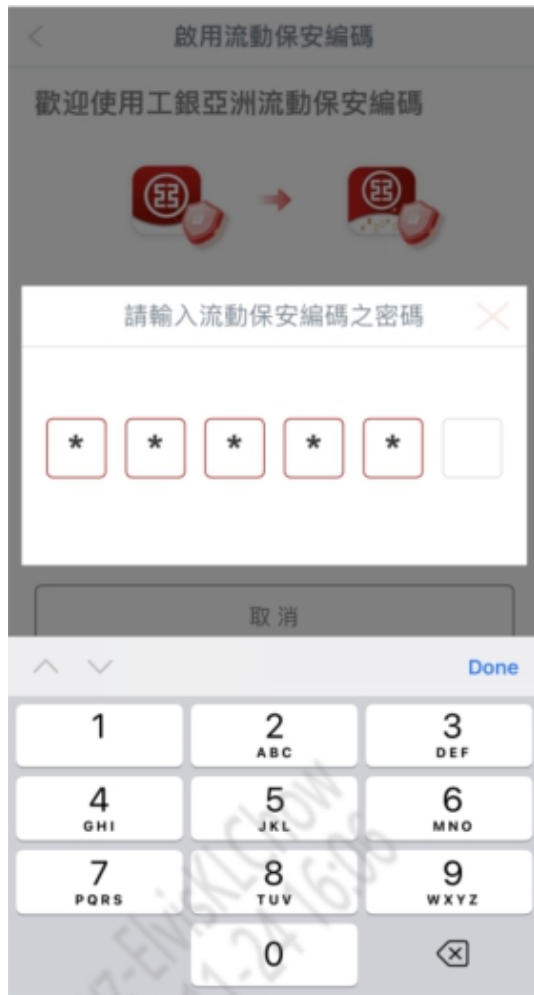 啟用流動保安編碼
歡迎使用工銀亞洲流動保安編碼
請輸入流動保安編碼之密碼
* * * * *
取消
Done
1 2 3
ABC DEF
4 5 6
GHI JKL MNO
7 8 9
PQRS TUV WXYZ
0